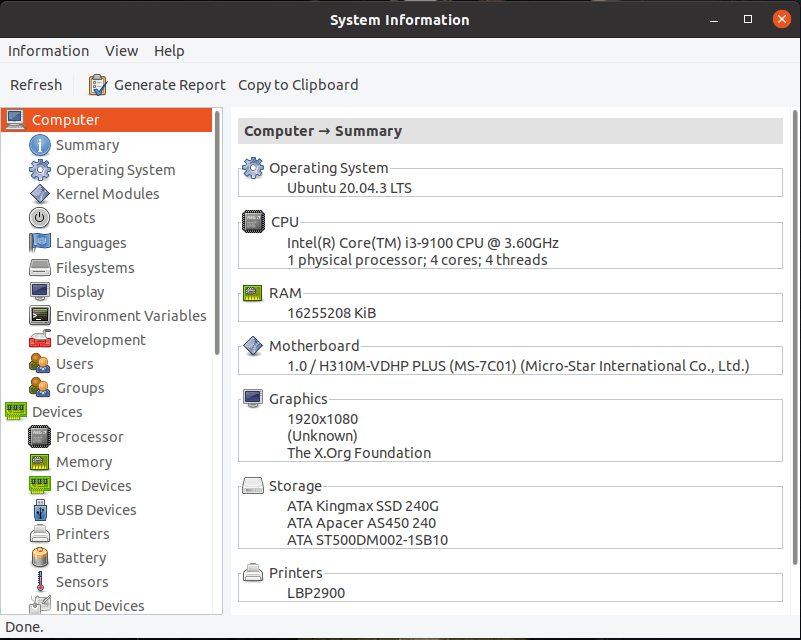 System Information
Information View Help
Refresh Generate Report Copy to Clipboard
Computer
Summary
Operating System
Kernel Modules
Boots
Languages
Filesystems
Display
Environment Variables
Development
Users
Groups
Devices
Processor
Memory
PCI Devices
USB Devices
Printers
Battery
Sensors
Input Devices
Computer → Summary
Operating System
Ubuntu 20.04.3 LTS
CPU
Intel(R) Core(TM) i3-9100 CPU @ 3.60GHz
1 physical processor; 4 cores; 4 threads
RAM
16255208 KiB
Motherboard
1.0 / H310M-VDHP PLUS (MS-7C01) (Micro-Star International Co., Ltd.)
Graphics
1920x1080
(Unknown)
The X.Org Foundation
Storage
ATA Kingmax SSD 240G
ATA Apacer AS450 240
ATA ST500DM002-1SB10
Printers
LBP2900
Done.